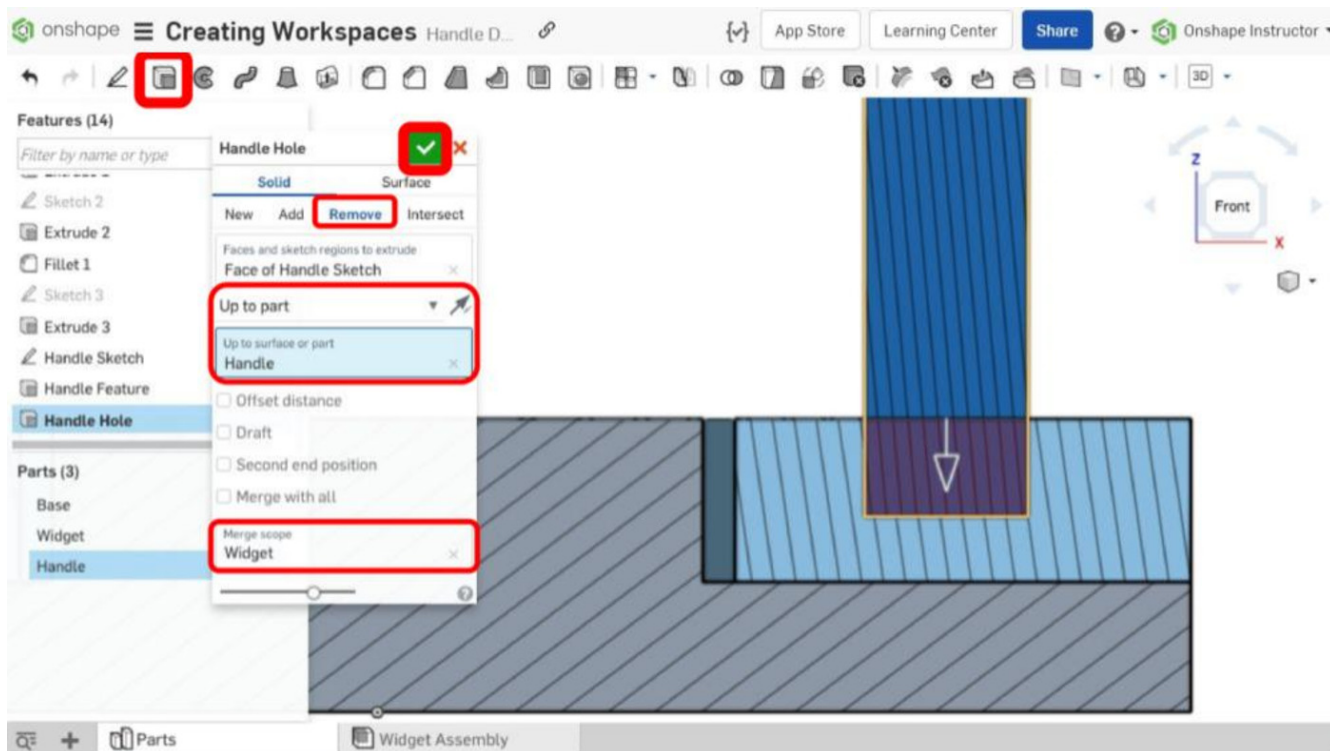 onshape Creating Workspaces Handle D... App Store Learning Center Share Onshape Instructor
3D
Features (14)
Filter by name or type
Sketch 2
Extrude 2
Fillet 1
Sketch 3
Extrude 3
Handle Sketch
Handle Feature
Handle Hole
Parts (3)
Base
Widget
Handle
Handle Hole
Solid Surface
New Add Remove Intersect
Faces and sketch regions to extrude
Face of Handle Sketch
Up to part
Up to surface or part
Handle
Offset distance
Draft
Second end position
Merge with all
Merge scope
Widget
Z
Front
X
Parts Widget Assembly